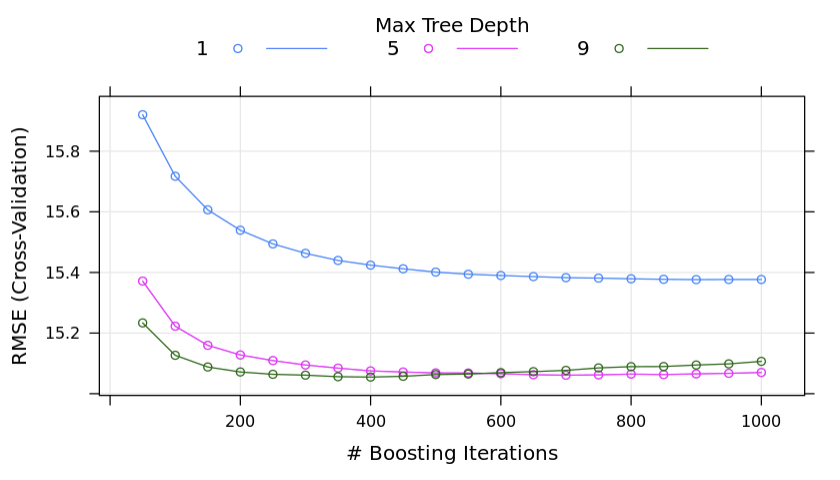 Max Tree Depth
1 5 9
RMSE (Cross-Validation)
15.8
15.6
15.4
15.2
200 400 600 800 1000
# Boosting Iterations